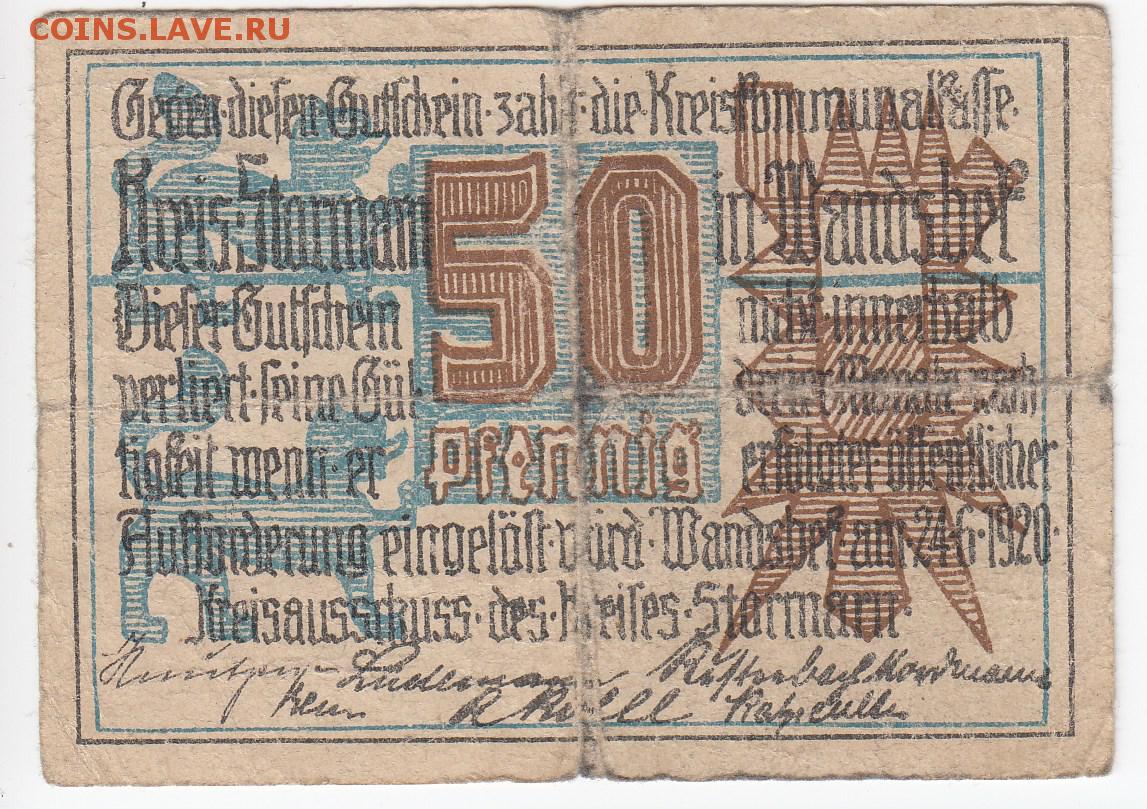 COINS.LAVE.RU
Gegen·diesen·Gutschein·zahlt·die·Kreiskommunalkasse·
Kreis·Stormarn 50 in·Wandsbek
Dieser·Gutschein nicht·innerhalb
verliert·seine·Gül- Monats·nach
tigkeit wenn·er Pfennig erfolgter·öffentlicher
Aufforderung eingelöst·wird·Wandsbek am·24·6·1920·
Kreisausschuss·des·Kreises·Stormarn·